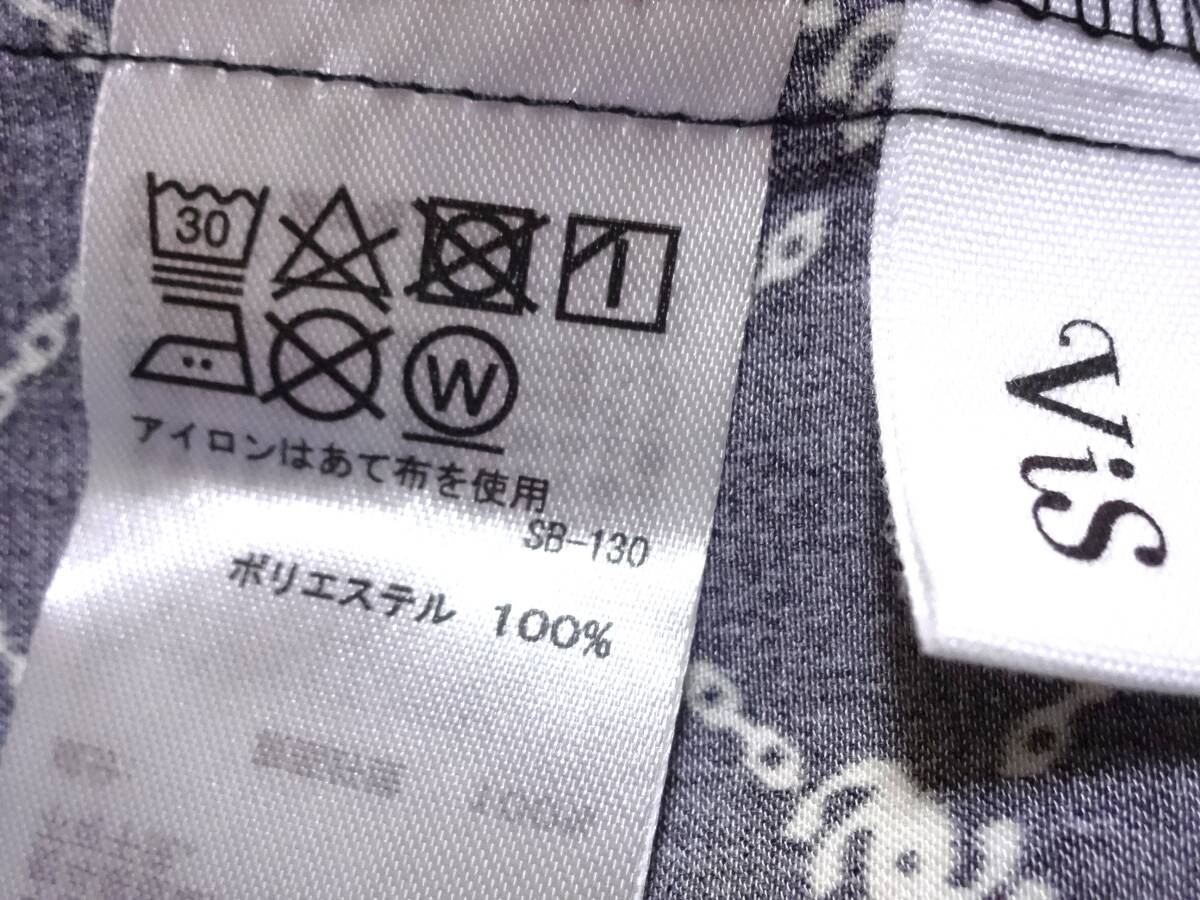 30
W
アイロンはあて布を使用
SB-130
ポリエステル 100%
ViS